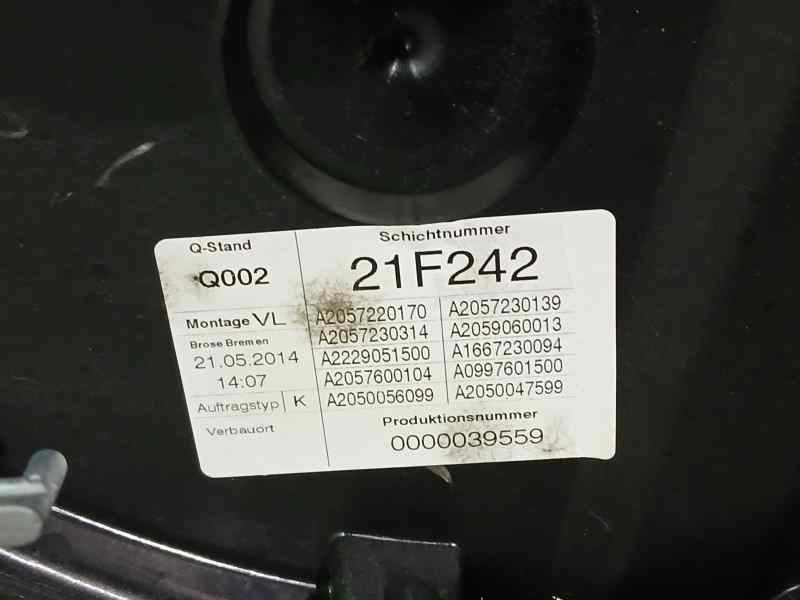 Q-Stand
Q002
Schichtnummer
21F242
Montage VL
Brose Bremen
21.05.2014
14:07
Auftragstyp K
Verbauort
A2057220170 A2057230139
A2057230314 A2059060013
A2229051500 A1667230094
A2057600104 A0997601500
A2050056099 A2050047599
Produktionsnummer
0000039559